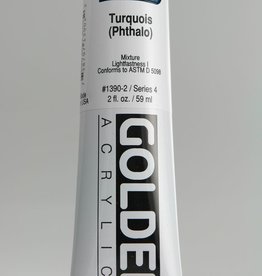 Turquois
(Phthalo)
Mixture
Lightfastness I
Conforms to ASTM D 5098
#1390-2 / Series 4
2 fl. oz. / 59 ml
GOLDE
ACRYLIC
USA